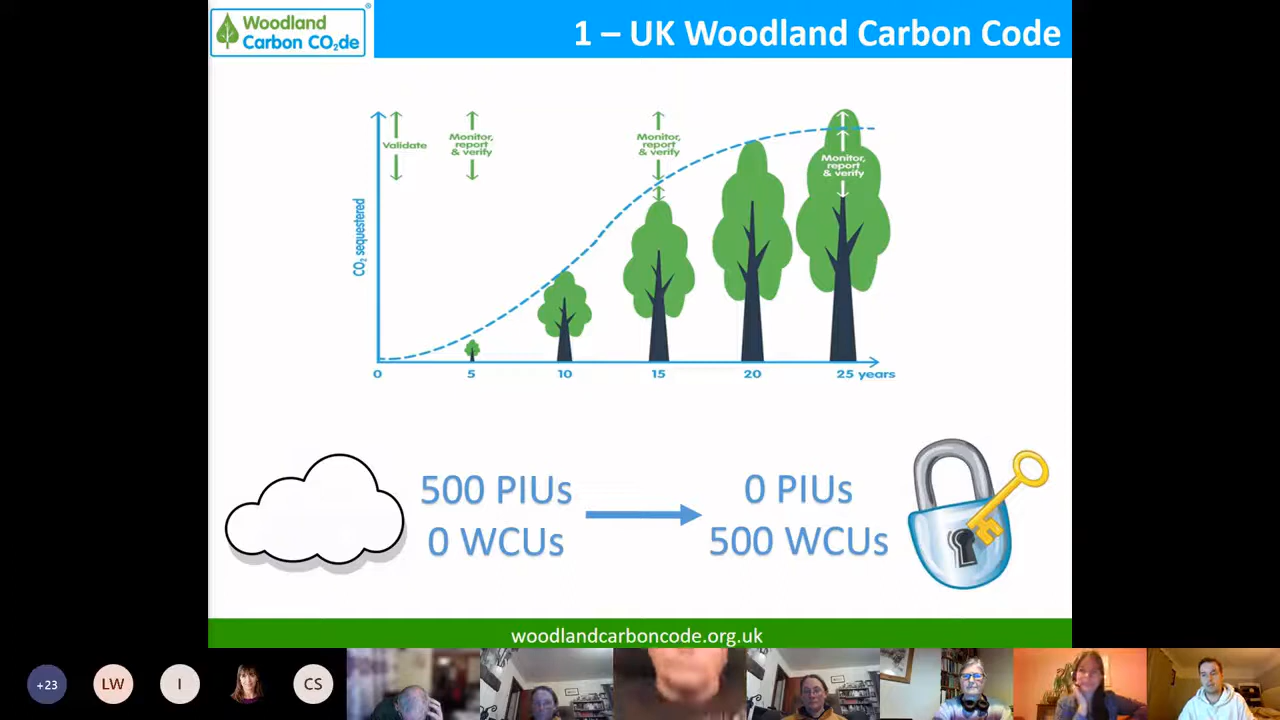 Woodland
Carbon CO₂de
®
1 – UK Woodland Carbon Code
Validate
Monitor,
report
& verify
Monitor,
report
& verify
Monitor,
report
& verify
CO₂ sequestered
0
5
10
15
20
25 years
500 PIUs
0 WCUs
0 PIUs
500 WCUs
woodlandcarboncode.org.uk
+23
LW
I
CS